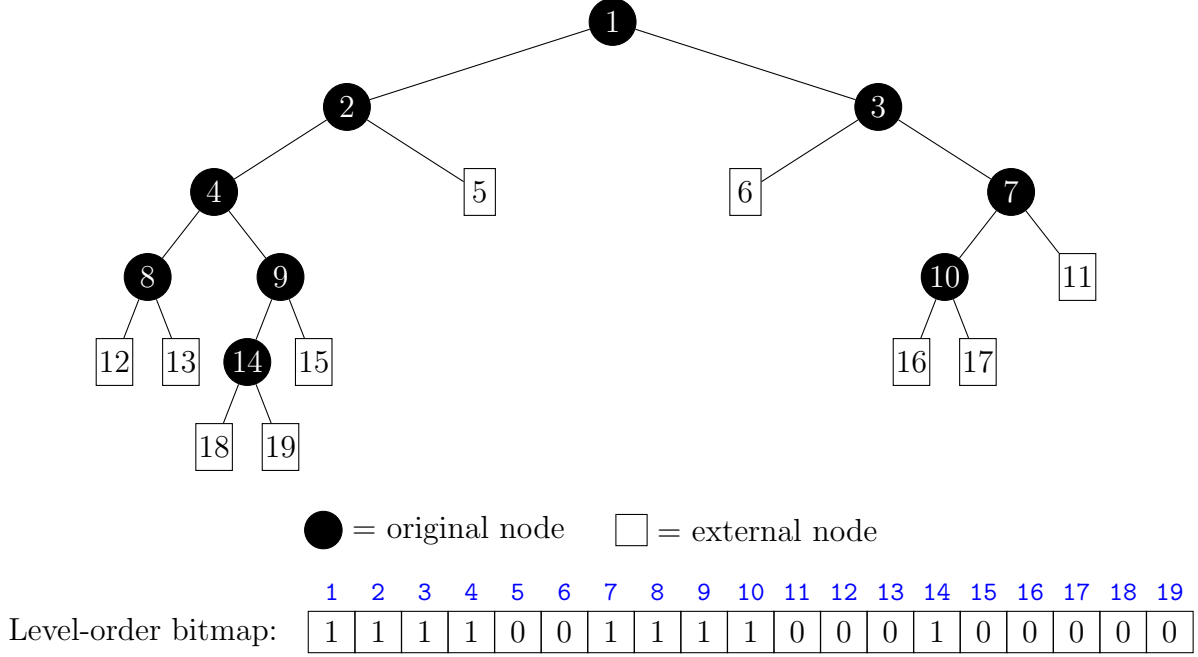 1
2 3
4 5 6 7
8 9 10 11
12 13 14 15 16 17
18 19
= original node = external node
1 2 3 4 5 6 7 8 9 10 11 12 13 14 15 16 17 18 19
Level-order bitmap: 1 1 1 1 0 0 1 1 1 1 0 0 0 1 0 0 0 0 0